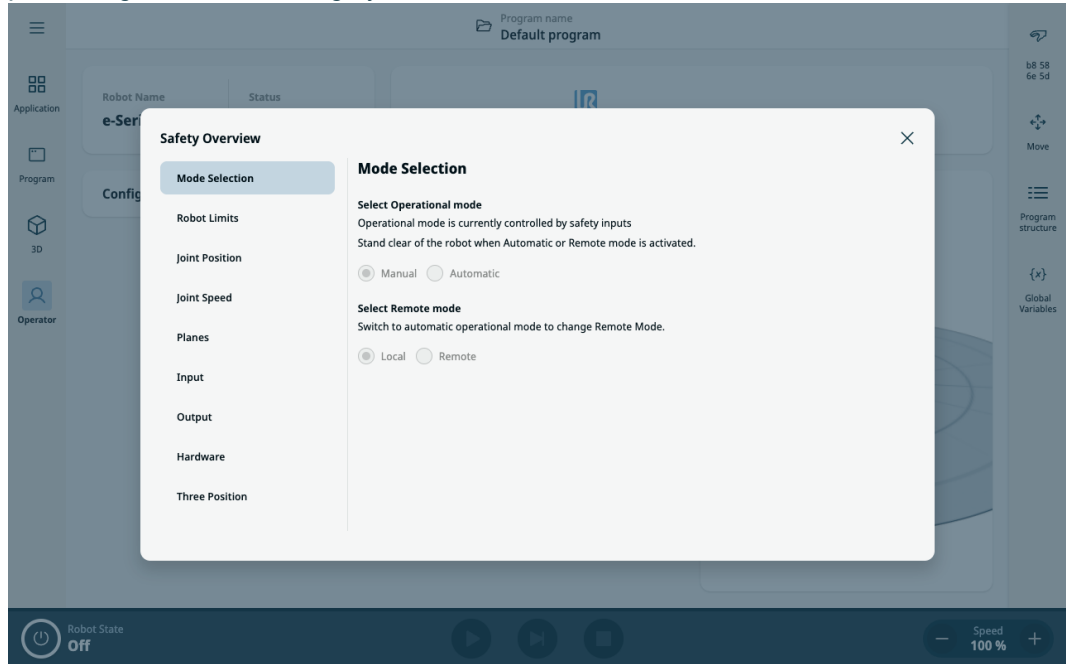 Program name
Default program
b8 58
6e 5d
Application
Robot Name
Status
e-Seri
Safety Overview
Move
Mode Selection
Mode Selection
Program
Config
Select Operational mode
Operational mode is currently controlled by safety inputs
Robot Limits
Program
structure
Stand clear of the robot when Automatic or Remote mode is activated.
3D
Joint Position
Manual
Automatic
{x}
Joint Speed
Global
Variables
Select Remote mode
Operator
Switch to automatic operational mode to change Remote Mode.
Planes
Local
Remote
Input
Output
Hardware
Three Position
Robot State
Off
Speed
100 %